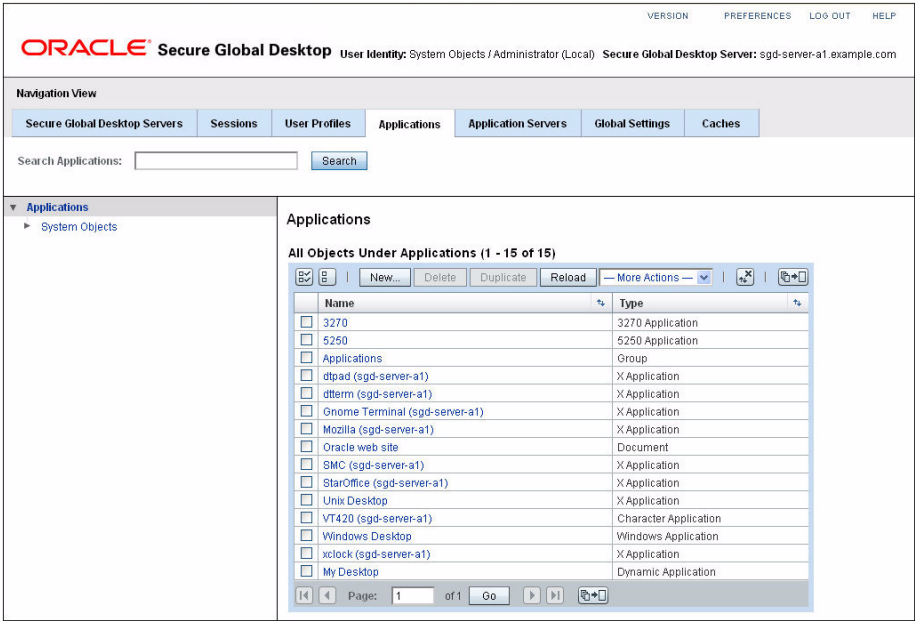 VERSION PREFERENCES LOG OUT HELP
ORACLE Secure Global Desktop User Identity: System Objects / Administrator (Local) Secure Global Desktop Server: sgd-server-a1.example.com
Navigation View
Secure Global Desktop Servers Sessions User Profiles Applications Application Servers Global Settings Caches
Search Applications: Search
Applications
System Objects
Applications
All Objects Under Applications (1 - 15 of 15)
New... Delete Duplicate Reload — More Actions —
Name Type
3270 3270 Application
5250 5250 Application
Applications Group
dtpad (sgd-server-a1) X Application
dtterm (sgd-server-a1) X Application
Gnome Terminal (sgd-server-a1) X Application
Mozilla (sgd-server-a1) X Application
Oracle web site Document
SMC (sgd-server-a1) X Application
StarOffice (sgd-server-a1) X Application
Unix Desktop X Application
VT420 (sgd-server-a1) Character Application
Windows Desktop Windows Application
xclock (sgd-server-a1) X Application
My Desktop Dynamic Application
Page: 1 of 1 Go